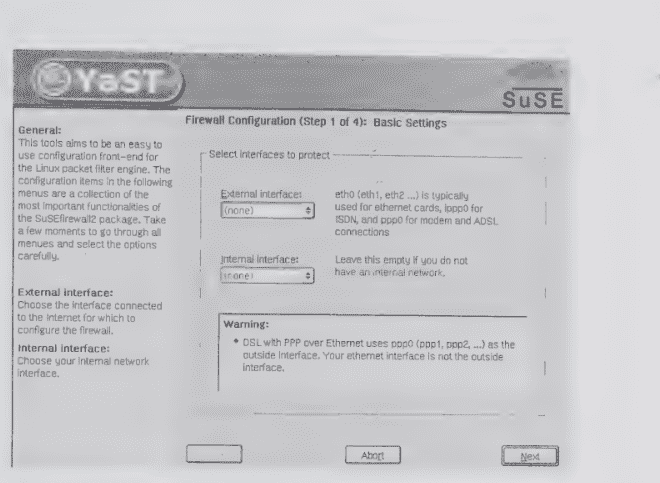 YaST
SuSE
Firewall Configuration (Step 1 of 4): Basic Settings
General:
This tools aims to be an easy to
use configuration front-end for
the Linux packet filter engine. The
configuration items in the following
menus are a collection of the
most important functionalities of
the SuSEfirewall2 package. Take
a few moments to go through all
menues and select the options
carefully.
External interface:
Choose the interface connected
to the Internet for which to
configure the firewall.
Internal interface:
Choose your internal network
interface.
Select interfaces to protect
External interface:
(none)
eth0 (eth1, eth2 ...) is typically
used for ethernet cards, ippp0 for
ISDN, and ppp0 for modem and ADSL
connections
Internal interface:
(none)
Leave this empty if you do not
have an internal network.
Warning:
• DSL with PPP over Ethernet uses ppp0 (ppp1, ppp2, ...) as the
outside interface. Your ethernet interface is not the outside
interface.
Abort
Next